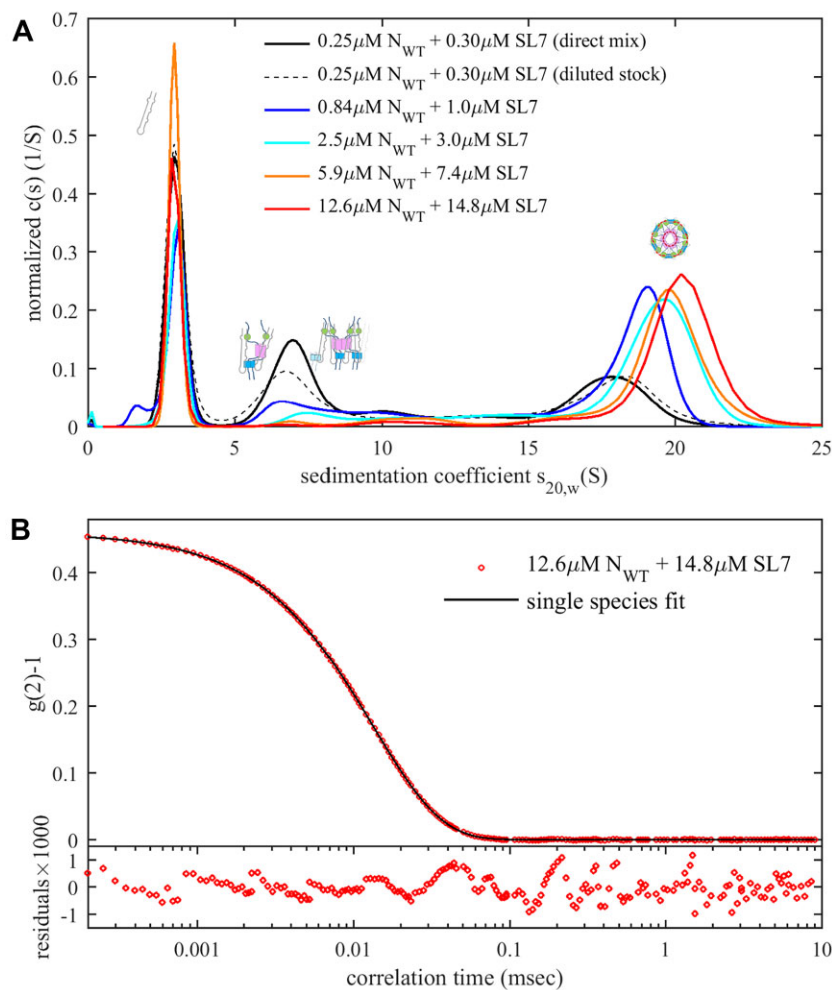 A
0.7
0.6
0.5
0.4
0.3
0.2
0.1
0
normalized c(s) (1/S)
0.25μM N_WT + 0.30μM SL7 (direct mix)
0.25μM N_WT + 0.30μM SL7 (diluted stock)
0.84μM N_WT + 1.0μM SL7
2.5μM N_WT + 3.0μM SL7
5.9μM N_WT + 7.4μM SL7
12.6μM N_WT + 14.8μM SL7
0 5 10 15 20 25
sedimentation coefficient s_20,w(S)
B
0.4
0.3
0.2
0.1
0
g(2)-1
12.6μM N_WT + 14.8μM SL7
single species fit
1
0
-1
residuals×1000
0.001 0.01 0.1 1 10
correlation time (msec)